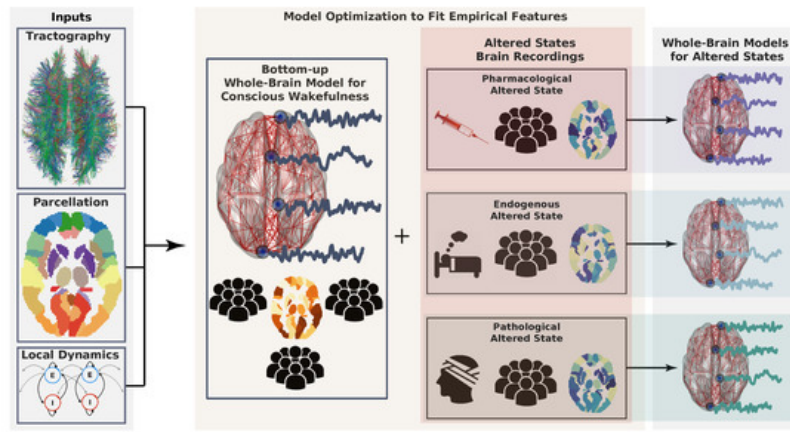 Inputs
Tractography
Parcellation
Local Dynamics
E E
I I
Model Optimization to Fit Empirical Features
Bottom-up
Whole-Brain Model for
Conscious Wakefulness
+
Altered States
Brain Recordings
Pharmacological
Altered State
Endogenous
Altered State
Pathological
Altered State
Whole-Brain Models
for Altered States